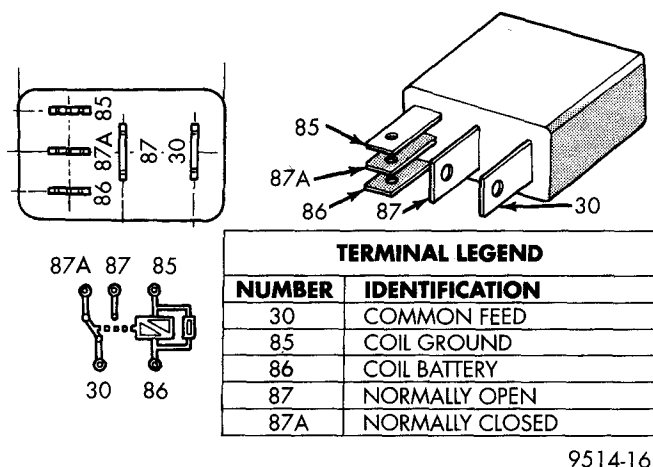 85
87A
86
87
30
85
87A
86
87
30
87A 87 85
30 86
TERMINAL LEGEND
NUMBER IDENTIFICATION
30 COMMON FEED
85 COIL GROUND
86 COIL BATTERY
87 NORMALLY OPEN
87A NORMALLY CLOSED
9514-16